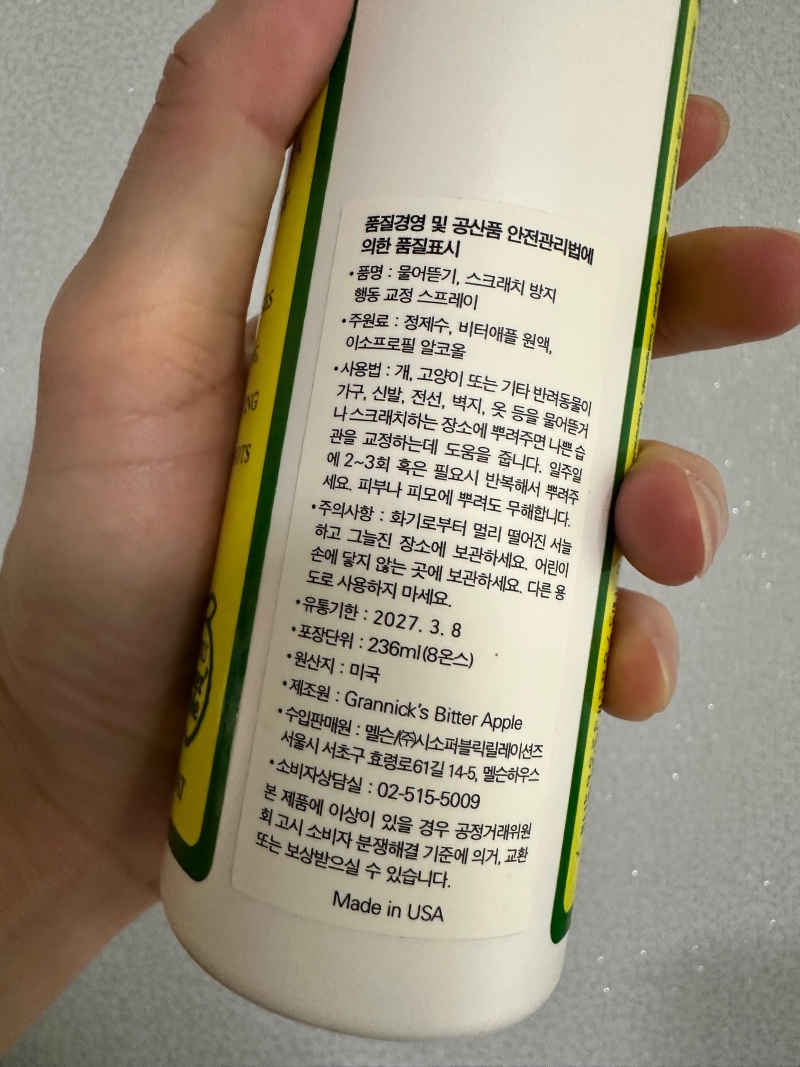 품질경영 및 공산품 안전관리법에
의한 품질표시
•품명 : 물어뜯기, 스크래치 방지
행동 교정 스프레이
•주원료 : 정제수, 비터애플 원액,
이소프로필 알코올
•사용법 : 개, 고양이 또는 기타 반려동물이
가구, 신발, 전선, 벽지, 옷 등을 물어뜯거
나 스크래치하는 장소에 뿌려주면 나쁜 습
관을 교정하는데 도움을 줍니다. 일주일
에 2~3회 혹은 필요시 반복해서 뿌려주
세요. 피부나 피모에 뿌려도 무해합니다.
•주의사항 : 화기로부터 멀리 떨어진 서늘
하고 그늘진 장소에 보관하세요. 어린이
손에 닿지 않는 곳에 보관하세요. 다른 용
도로 사용하지 마세요.
•유통기한 : 2027. 3. 8
•포장단위 : 236ml(8온스)
•원산지 : 미국
•제조원 : Grannick's Bitter Apple
•수입판매원 : 멜슨/㈜시소퍼블릭릴레이션즈
서울시 서초구 효령로61길 14-5, 멜슨하우스
•소비자상담실 : 02-515-5009
본 제품에 이상이 있을 경우 공정거래위원
회 고시 소비자 분쟁해결 기준에 의거, 교환
또는 보상받으실 수 있습니다.
Made in USA